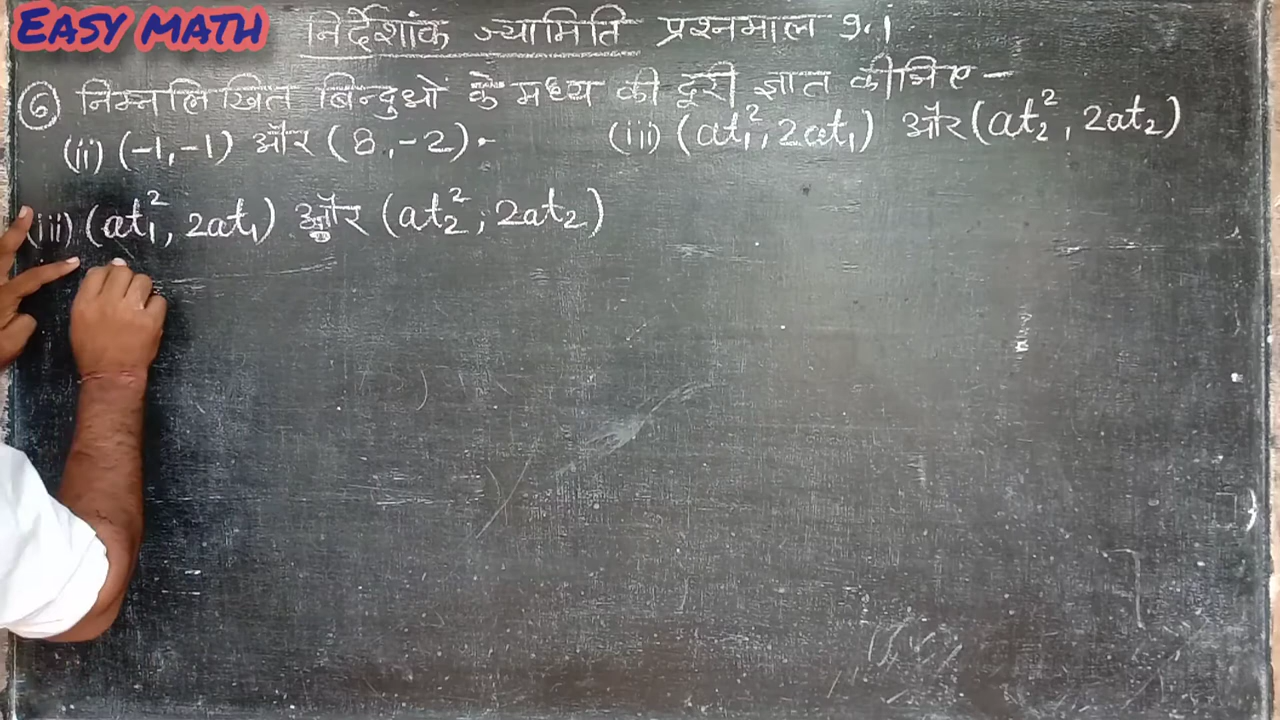 EASY MATH
निर्देशांक ज्यामिति प्रश्नमाल 9.1
⑥ निम्नलिखित बिन्दुओं के मध्य की दूरी ज्ञात कीजिए -
(ii) (-1, -1) और (8, -2). (iii) (at₁², 2at₁) और (at₂², 2at₂)
(iii) (at₁², 2at₁) और (at₂², 2at₂)